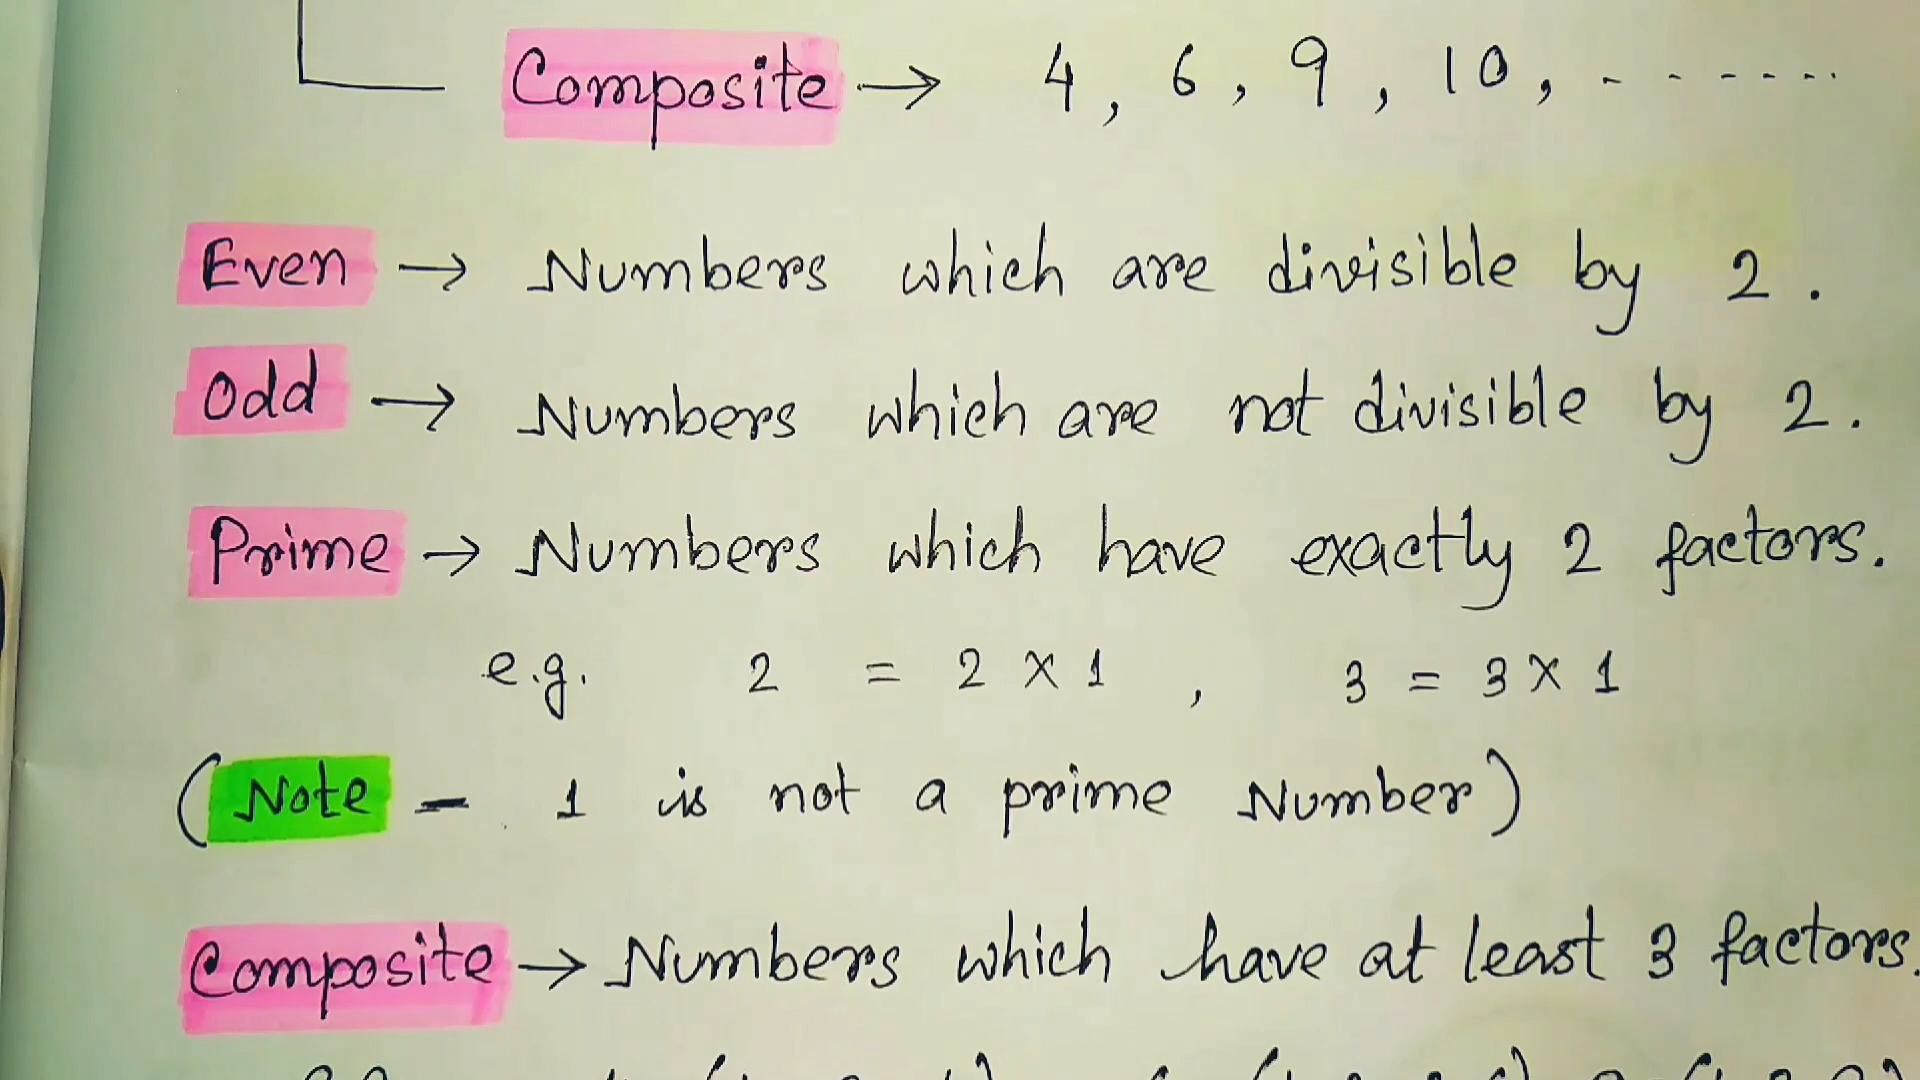 Composite → 4, 6, 9, 10, - - - - - -
Even → Numbers which are divisible by 2.
Odd → Numbers which are not divisible by 2.
Prime → Numbers which have exactly 2 factors.
e.g. 2 = 2 X 1 , 3 = 3 X 1
(Note - 1 is not a prime Number)
Composite → Numbers which have at least 3 factors.